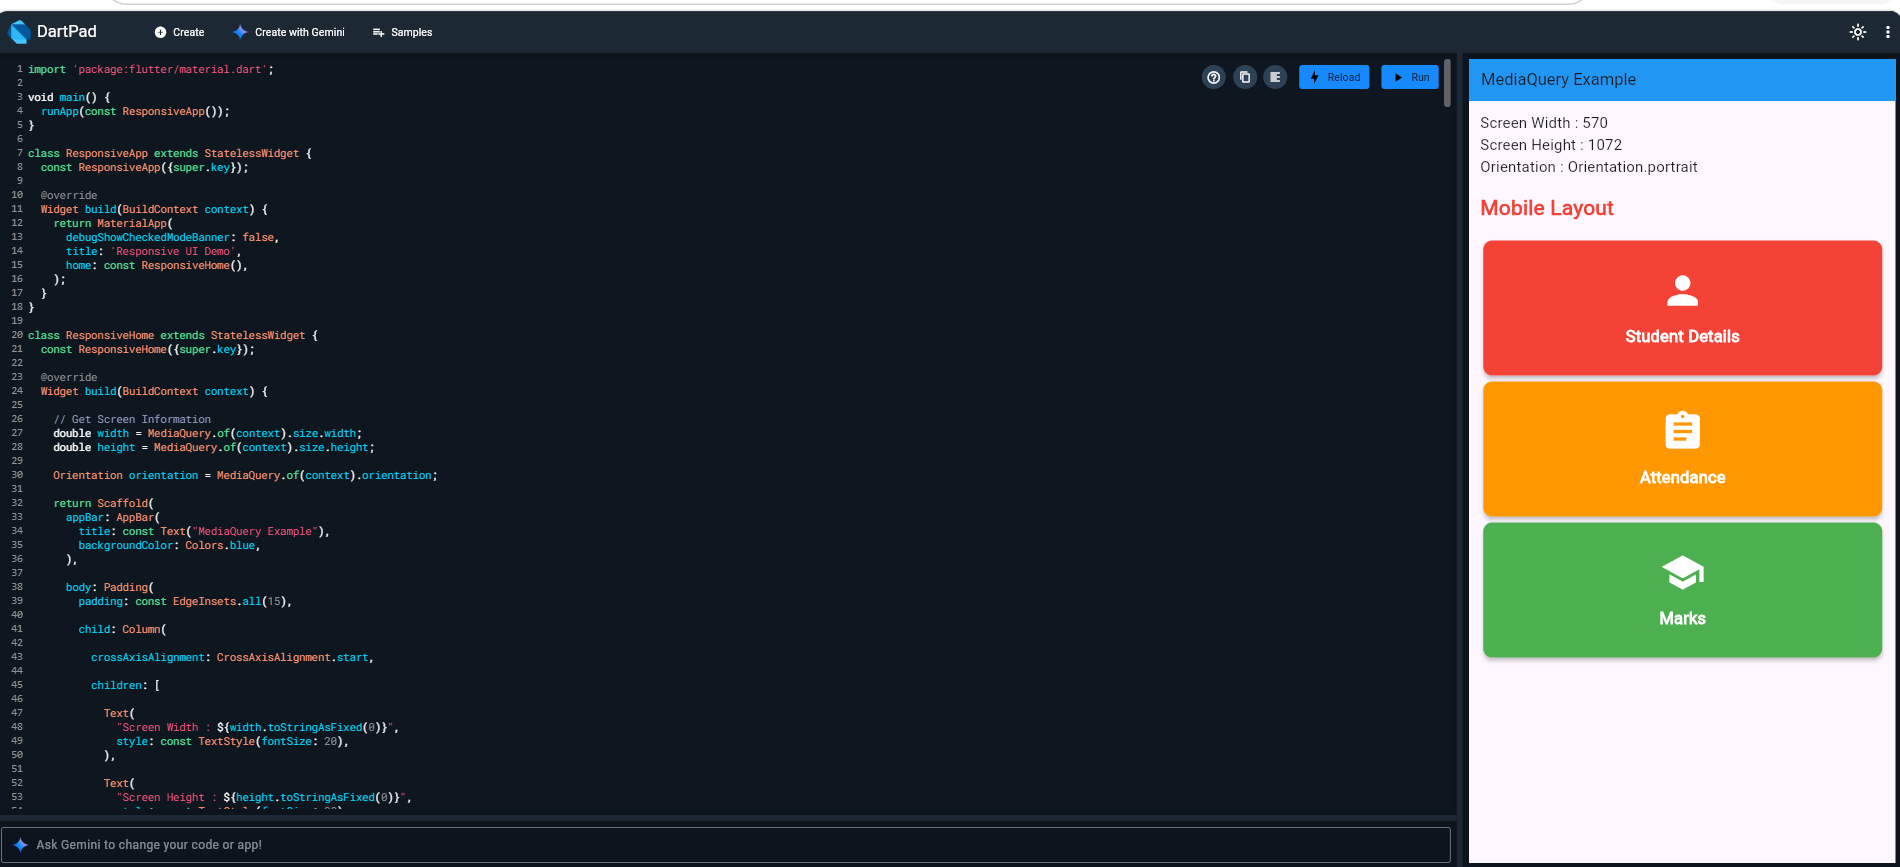 DartPad
Create
Create with Gemini
Samples
1 import 'package:flutter/material.dart';
2
3 void main() {
4   runApp(const ResponsiveApp());
5 }
6
7 class ResponsiveApp extends StatelessWidget {
8   const ResponsiveApp({super.key});
9
10   @override
11   Widget build(BuildContext context) {
12     return MaterialApp(
13       debugShowCheckedModeBanner: false,
14       title: 'Responsive UI Demo',
15       home: const ResponsiveHome(),
16     );
17   }
18 }
19
20 class ResponsiveHome extends StatelessWidget {
21   const ResponsiveHome({super.key});
22
23   @override
24   Widget build(BuildContext context) {
25
26     // Get Screen Information
27     double width = MediaQuery.of(context).size.width;
28     double height = MediaQuery.of(context).size.height;
29
30     Orientation orientation = MediaQuery.of(context).orientation;
31
32     return Scaffold(
33       appBar: AppBar(
34         title: const Text("MediaQuery Example"),
35         backgroundColor: Colors.blue,
36       ),
37
38       body: Padding(
39         padding: const EdgeInsets.all(15),
40
41         child: Column(
42
43           crossAxisAlignment: CrossAxisAlignment.start,
44
45           children: [
46
47             Text(
48               "Screen Width : ${width.toStringAsFixed(0)}",
49               style: const TextStyle(fontSize: 20),
50             ),
51
52             Text(
53               "Screen Height : ${height.toStringAsFixed(0)}",
Reload
Run
Ask Gemini to change your code or app!
MediaQuery Example
Screen Width : 570
Screen Height : 1072
Orientation : Orientation.portrait
Mobile Layout
Student Details
Attendance
Marks